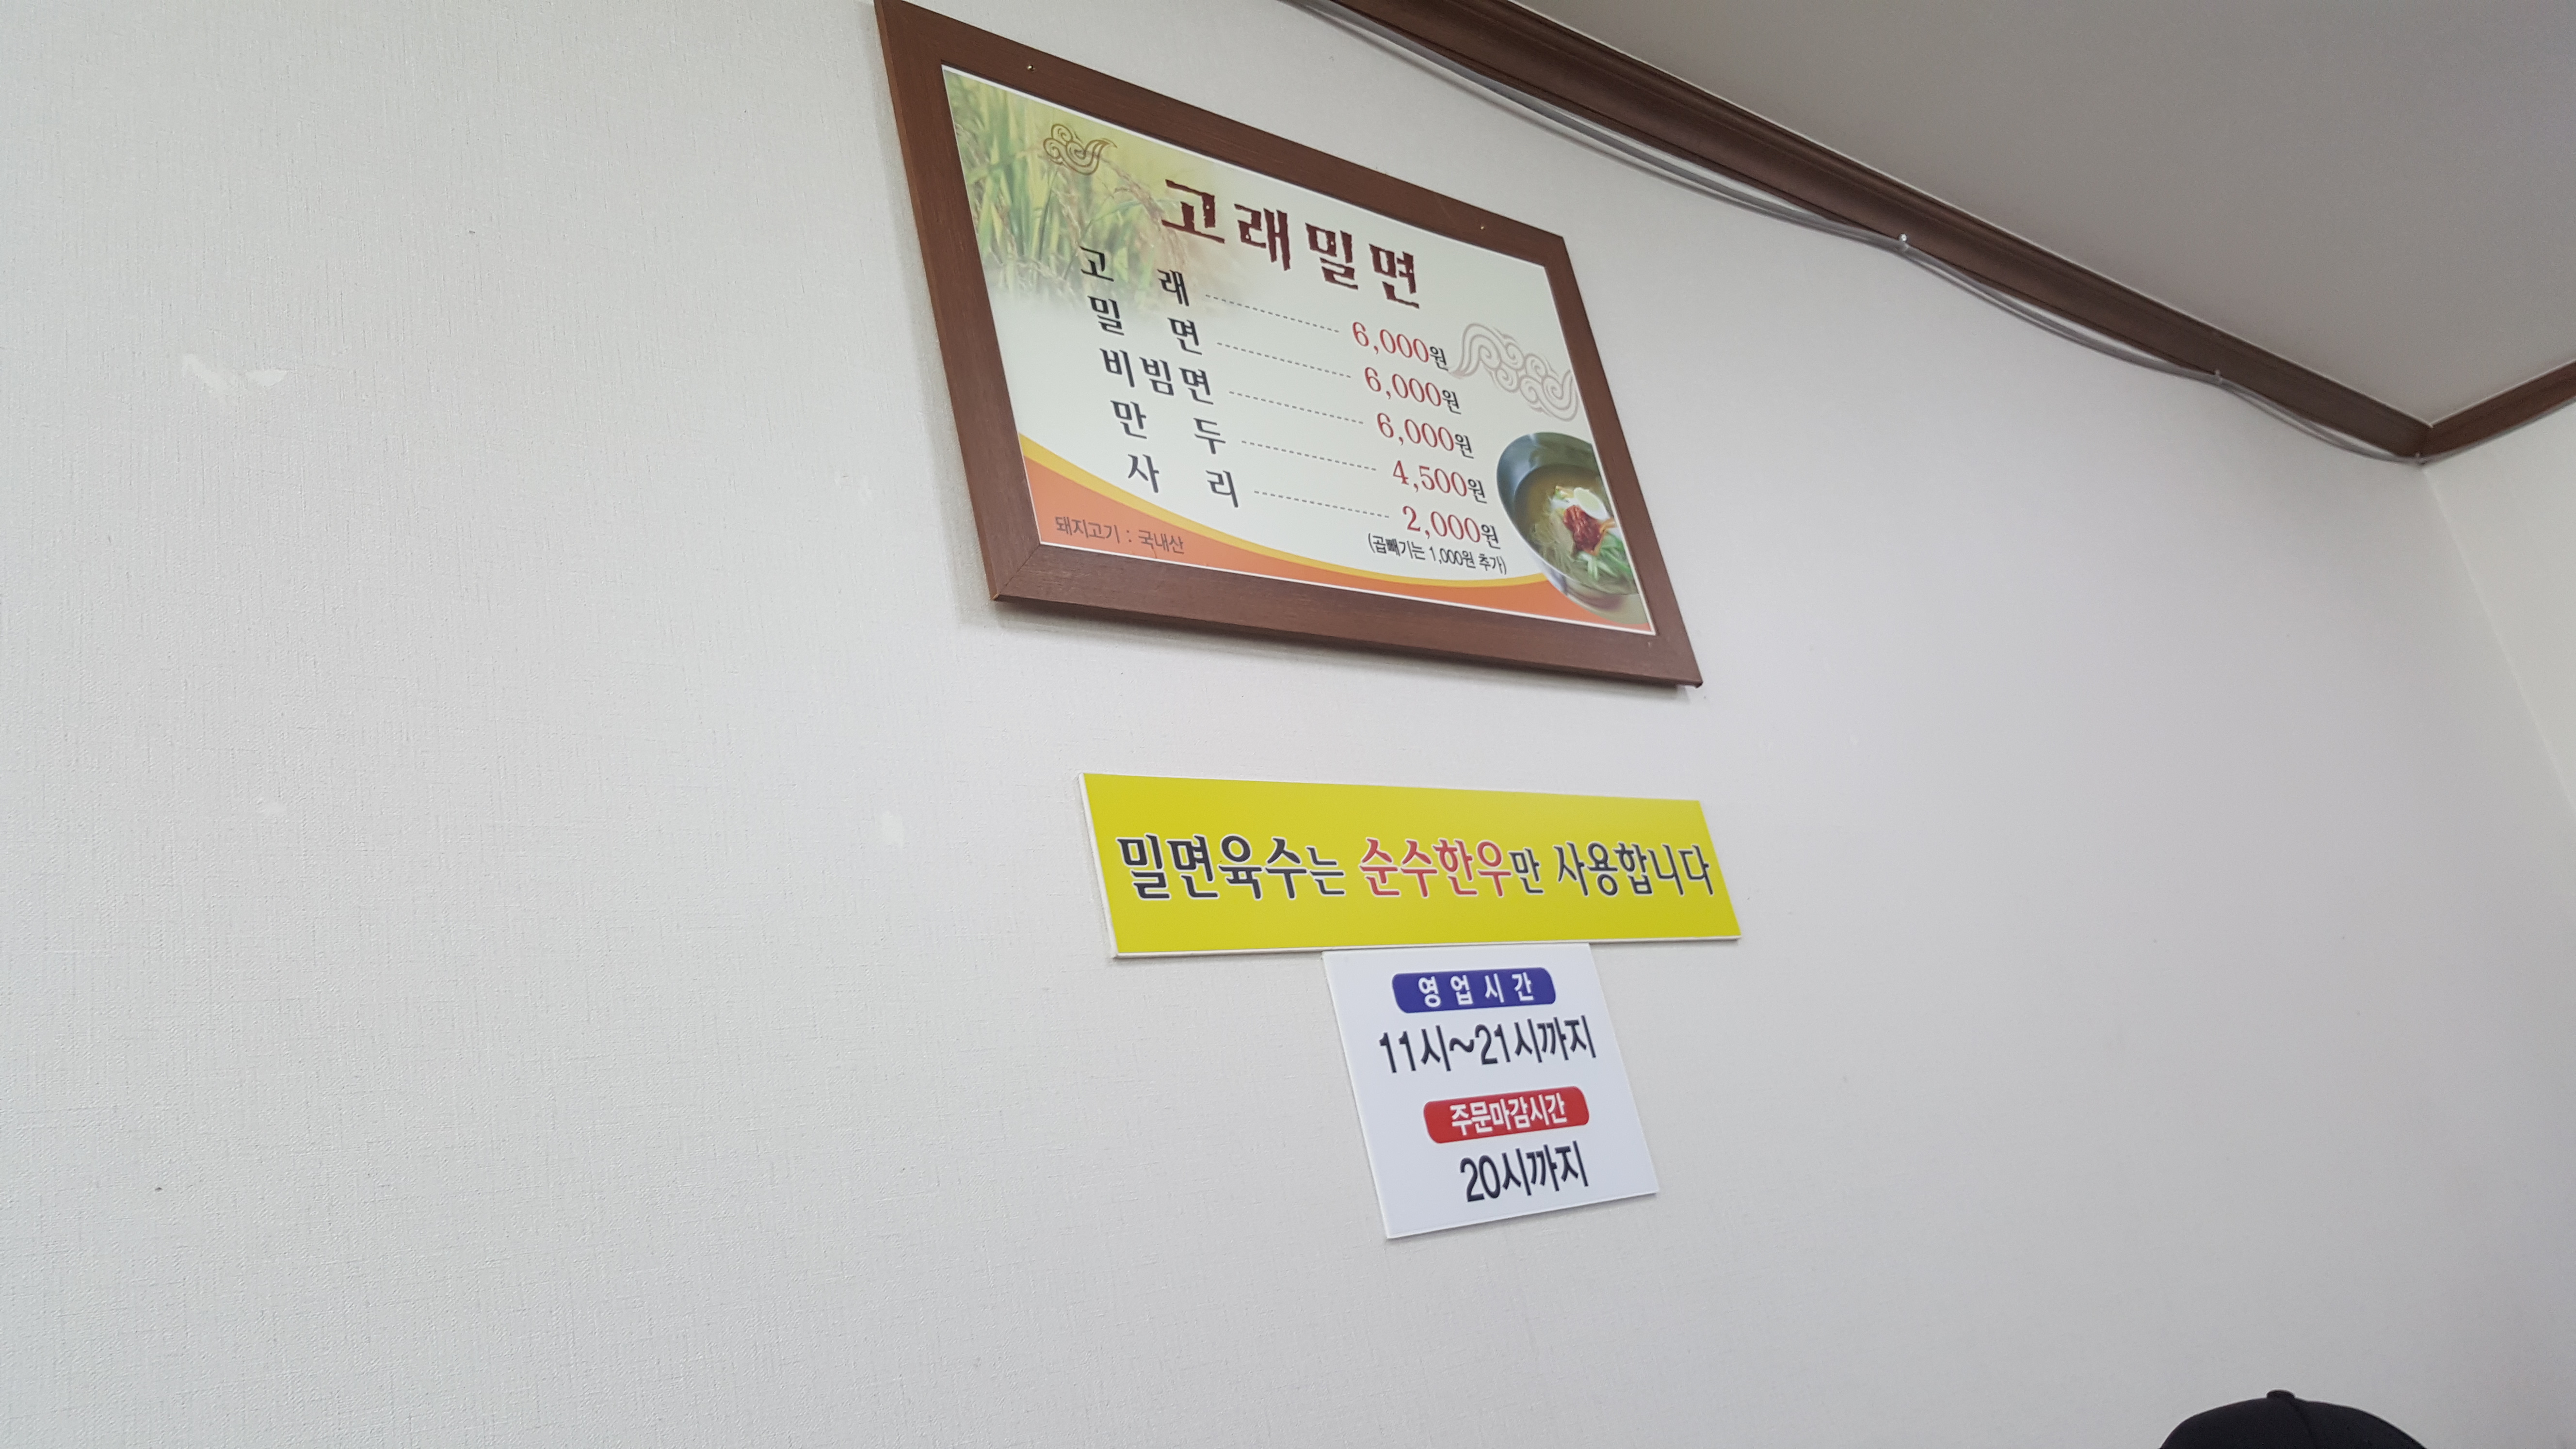 고래밀면
고 래 6,000원
밀 면 6,000원
비빔면 6,000원
만 두 4,500원
사 리 2,000원
(곱빼기는 1,000원 추가)
돼지고기 : 국내산
밀면육수는 순수한우만 사용합니다
영업시간
11시~21시까지
주문마감시간
20시까지